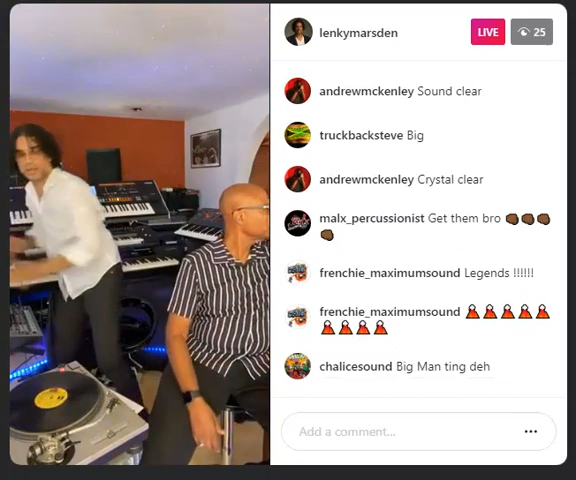 lenkymarsden LIVE 25
andrewmckenley Sound clear
truckbacksteve Big
andrewmckenley Crystal clear
malx_percussionist Get them bro
frenchie_maximumsound Legends !!!!!!
frenchie_maximumsound
chalicesound Big Man ting deh
Add a comment...